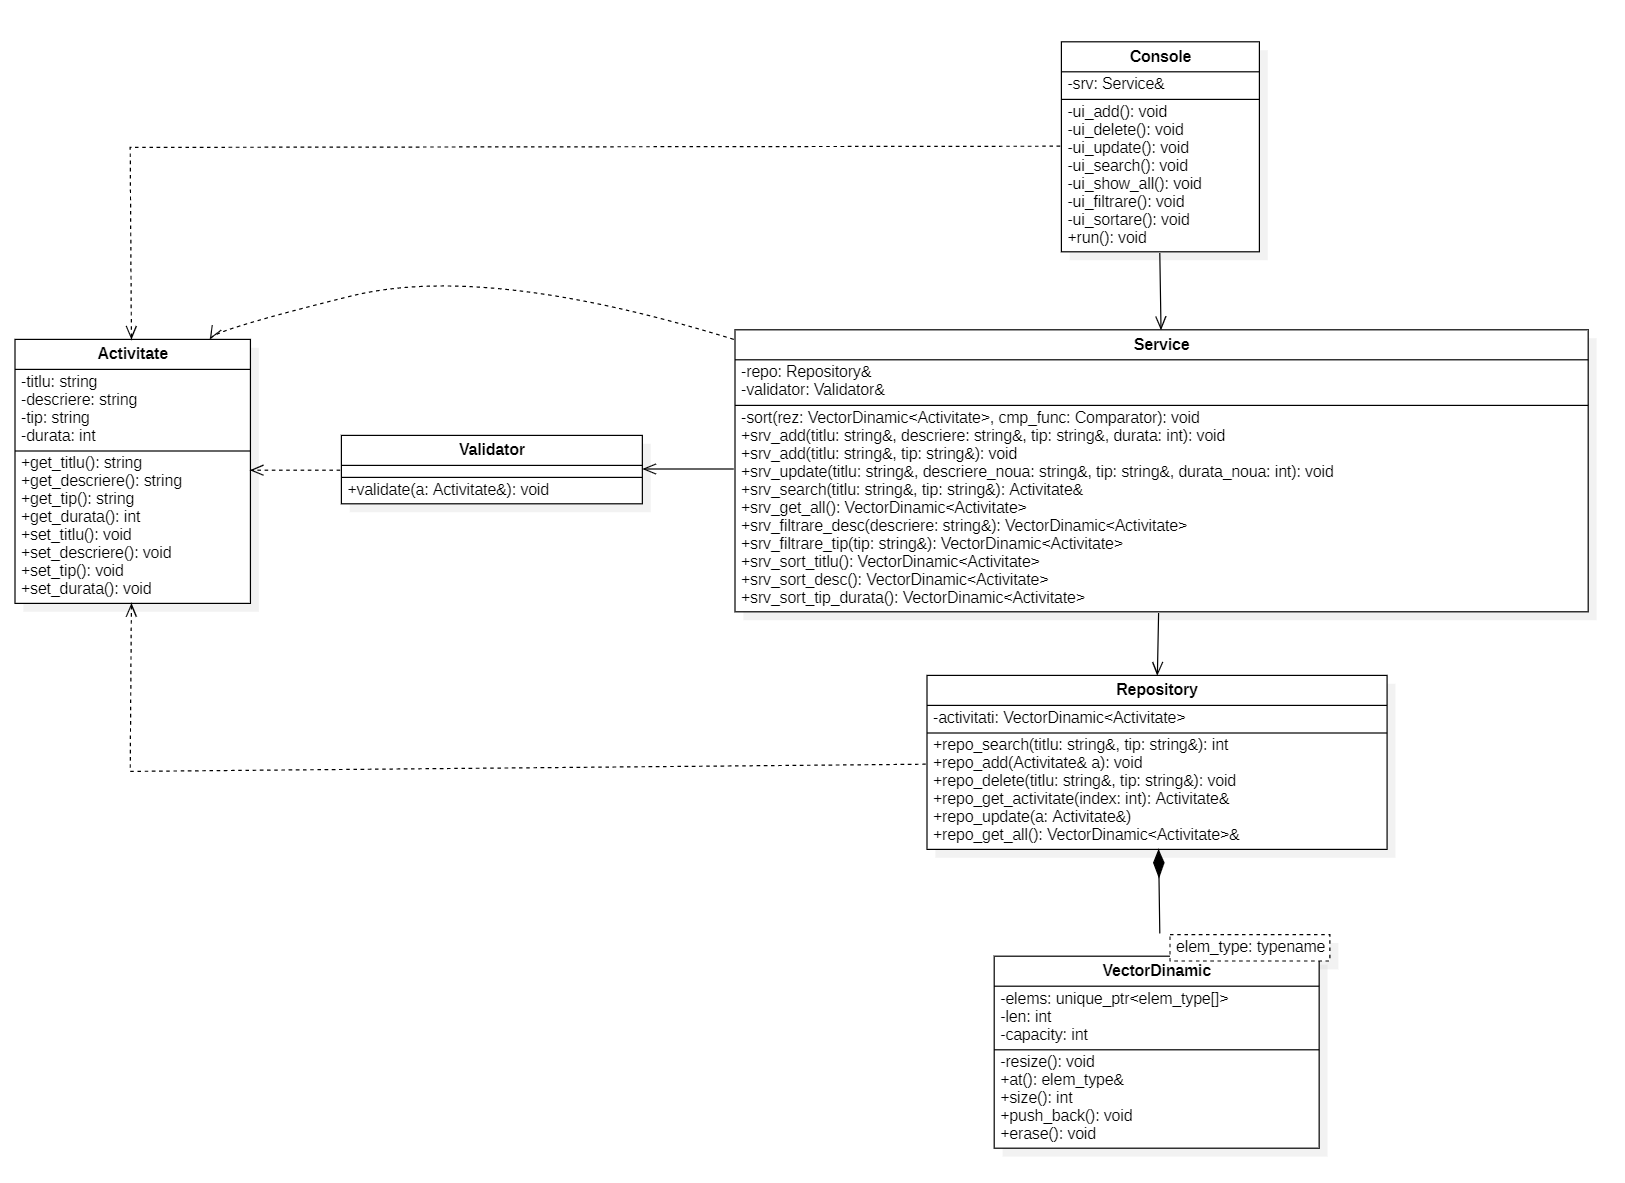 Console
-srv: Service&
-ui_add(): void
-ui_delete(): void
-ui_update(): void
-ui_search(): void
-ui_show_all(): void
-ui_filtrare(): void
-ui_sortare(): void
+run(): void
Activitate
-titlu: string
-descriere: string
-tip: string
-durata: int
+get_titlu(): string
+get_descriere(): string
+get_tip(): string
+get_durata(): int
+set_titlu(): void
+set_descriere(): void
+set_tip(): void
+set_durata(): void
Validator
+validate(a: Activitate&): void
Service
-repo: Repository&
-validator: Validator&
-sort(rez: VectorDinamic<Activitate>, cmp_func: Comparator): void
+srv_add(titlu: string&, descriere: string&, tip: string&, durata: int): void
+srv_add(titlu: string&, tip: string&): void
+srv_update(titlu: string&, descriere_noua: string&, tip: string&, durata_noua: int): void
+srv_search(titlu: string&, tip: string&): Activitate&
+srv_get_all(): VectorDinamic<Activitate>
+srv_filtrare_desc(descriere: string&): VectorDinamic<Activitate>
+srv_filtrare_tip(tip: string&): VectorDinamic<Activitate>
+srv_sort_titlu(): VectorDinamic<Activitate>
+srv_sort_desc(): VectorDinamic<Activitate>
+srv_sort_tip_durata(): VectorDinamic<Activitate>
Repository
-activitati: VectorDinamic<Activitate>
+repo_search(titlu: string&, tip: string&): int
+repo_add(Activitate& a): void
+repo_delete(titlu: string&, tip: string&): void
+repo_get_activitate(index: int): Activitate&
+repo_update(a: Activitate&)
+repo_get_all(): VectorDinamic<Activitate>&
elem_type: typename
VectorDinamic
-elems: unique_ptr<elem_type[]>
-len: int
-capacity: int
-resize(): void
+at(): elem_type&
+size(): int
+push_back(): void
+erase(): void